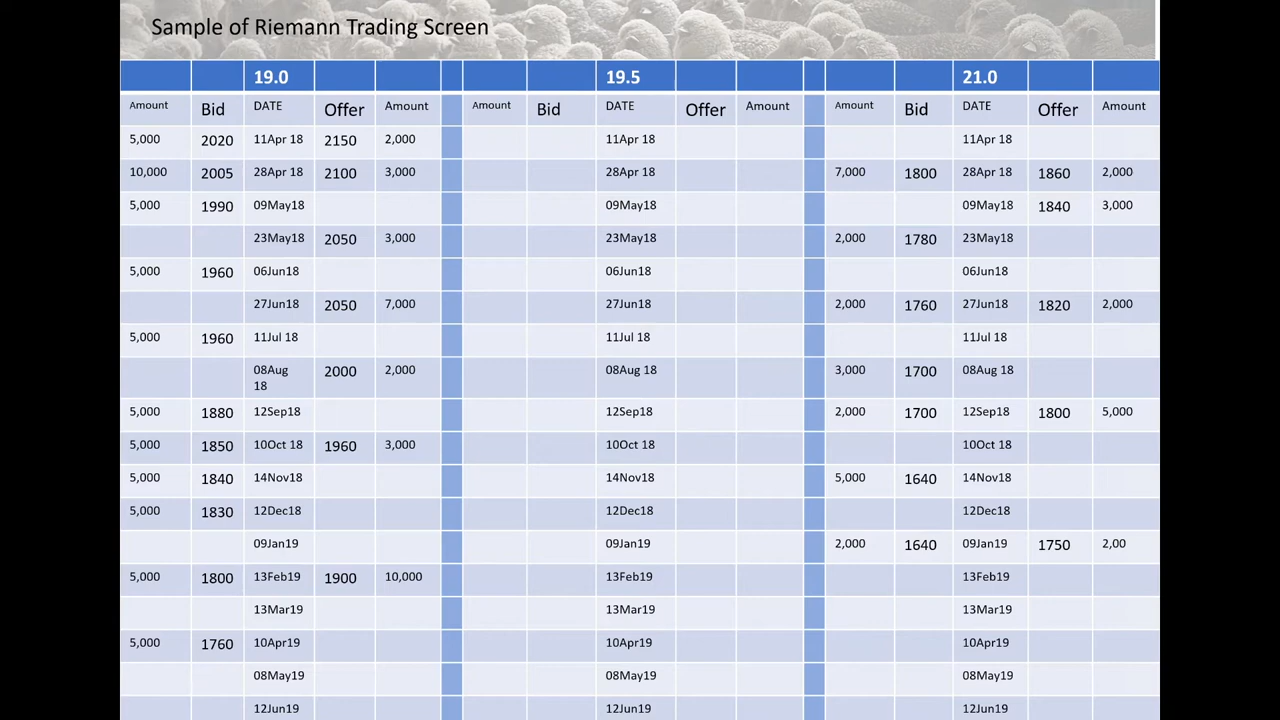 Sample of Riemann Trading Screen
19.0 19.5 21.0
Amount Bid DATE Offer Amount Amount Bid DATE Offer Amount Amount Bid DATE Offer Amount
5,000 2020 11Apr 18 2150 2,000 11Apr 18 11Apr 18
10,000 2005 28Apr 18 2100 3,000 28Apr 18 7,000 1800 28Apr 18 1860 2,000
5,000 1990 09May18 09May18 09May18 1840 3,000
23May18 2050 3,000 23May18 2,000 1780 23May18
5,000 1960 06Jun18 06Jun18 06Jun18
27Jun18 2050 7,000 27Jun18 2,000 1760 27Jun18 1820 2,000
5,000 1960 11Jul 18 11Jul 18 11Jul 18
08Aug 2000 2,000 08Aug 18 3,000 1700 08Aug 18
18
5,000 1880 12Sep18 12Sep18 2,000 1700 12Sep18 1800 5,000
5,000 1850 10Oct 18 1960 3,000 10Oct 18 10Oct 18
5,000 1840 14Nov18 14Nov18 5,000 1640 14Nov18
5,000 1830 12Dec18 12Dec18 12Dec18
09Jan19 09Jan19 2,000 1640 09Jan19 1750 2,00
5,000 1800 13Feb19 1900 10,000 13Feb19 13Feb19
13Mar19 13Mar19 13Mar19
5,000 1760 10Apr19 10Apr19 10Apr19
08May19 08May19 08May19
12Jun19 12Jun19 12Jun19